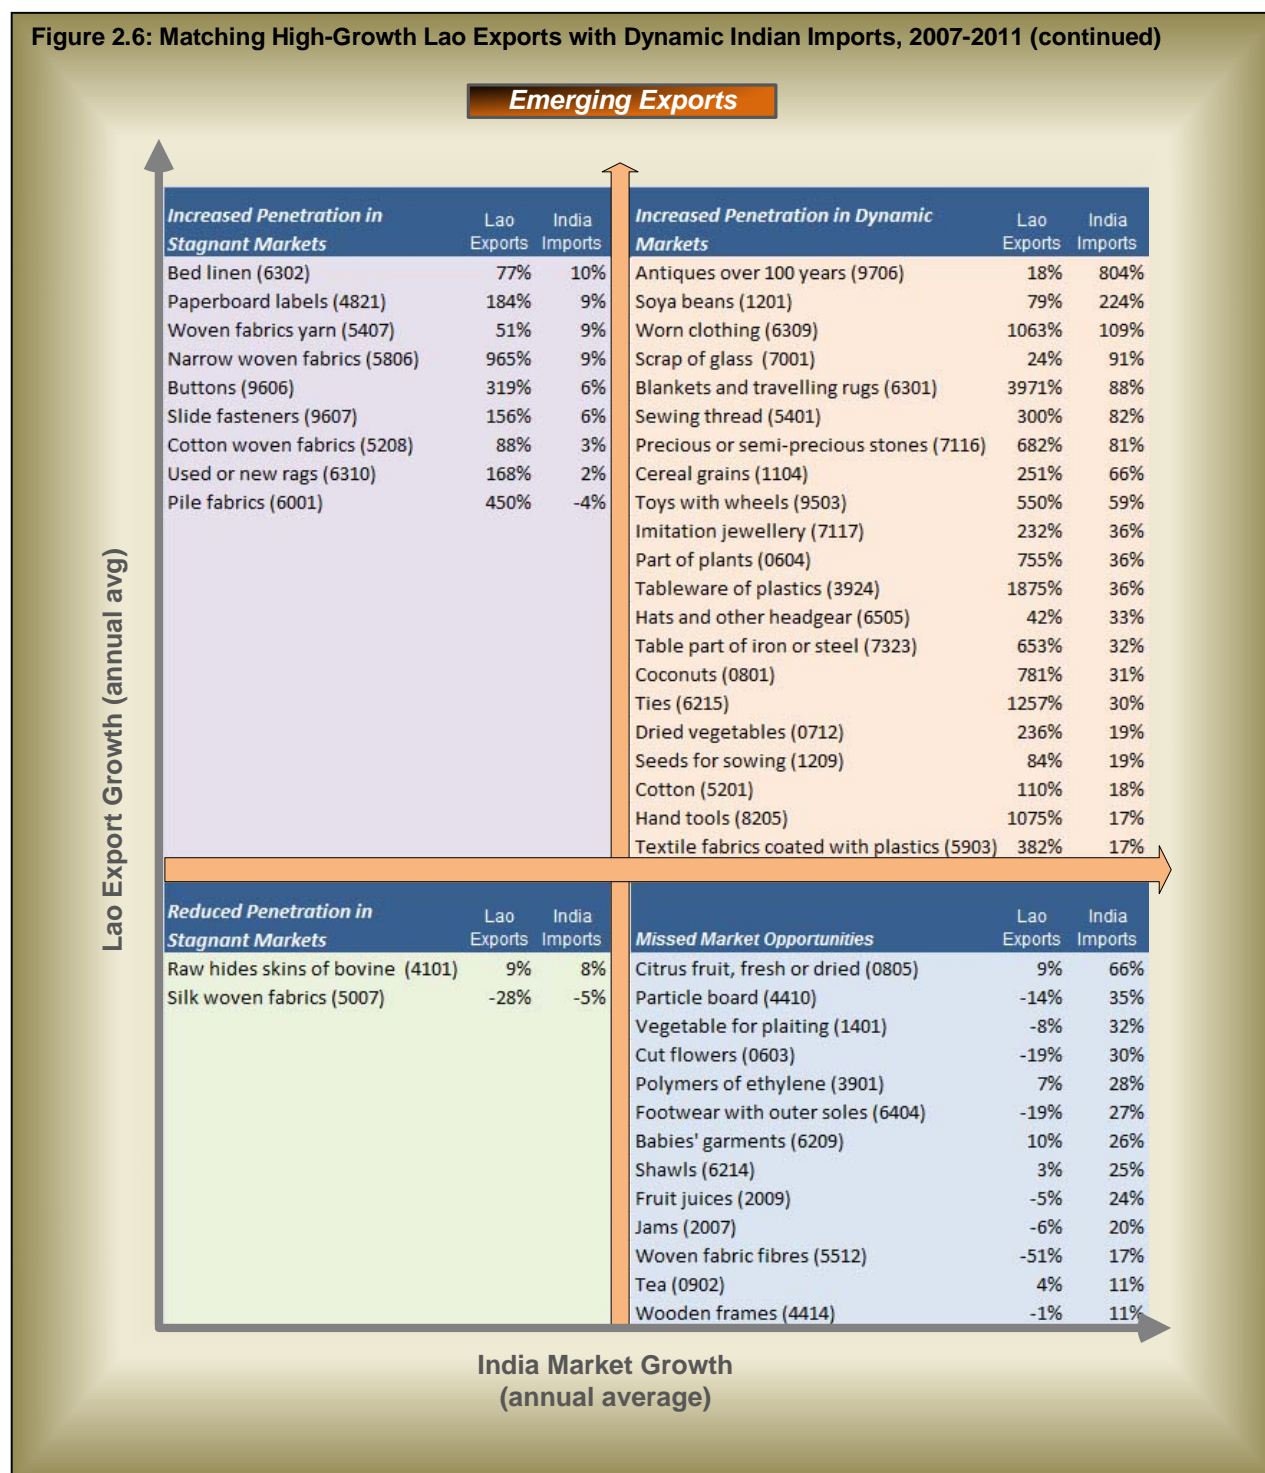 Figure 2.6: Matching High-Growth Lao Exports with Dynamic Indian Imports, 2007-2011 (continued)
Emerging Exports
Lao Export Growth (annual avg)
Increased Penetration in Lao India
Stagnant Markets Exports Imports
Bed linen (6302) 77% 10%
Paperboard labels (4821) 184% 9%
Woven fabrics yarn (5407) 51% 9%
Narrow woven fabrics (5806) 965% 9%
Buttons (9606) 319% 6%
Slide fasteners (9607) 156% 6%
Cotton woven fabrics (5208) 88% 3%
Used or new rags (6310) 168% 2%
Pile fabrics (6001) 450% -4%
Increased Penetration in Dynamic Lao India
Markets Exports Imports
Antiques over 100 years (9706) 18% 804%
Soya beans (1201) 79% 224%
Worn clothing (6309) 1063% 109%
Scrap of glass (7001) 24% 91%
Blankets and travelling rugs (6301) 3971% 88%
Sewing thread (5401) 300% 82%
Precious or semi-precious stones (7116) 682% 81%
Cereal grains (1104) 251% 66%
Toys with wheels (9503) 550% 59%
Imitation jewellery (7117) 232% 36%
Part of plants (0604) 755% 36%
Tableware of plastics (3924) 1875% 36%
Hats and other headgear (6505) 42% 33%
Table part of iron or steel (7323) 653% 32%
Coconuts (0801) 781% 31%
Ties (6215) 1257% 30%
Dried vegetables (0712) 236% 19%
Seeds for sowing (1209) 84% 19%
Cotton (5201) 110% 18%
Hand tools (8205) 1075% 17%
Textile fabrics coated with plastics (5903) 382% 17%
Reduced Penetration in Lao India
Stagnant Markets Exports Imports
Raw hides skins of bovine (4101) 9% 8%
Silk woven fabrics (5007) -28% -5%
Lao India
Missed Market Opportunities Exports Imports
Citrus fruit, fresh or dried (0805) 9% 66%
Particle board (4410) -14% 35%
Vegetable for plaiting (1401) -8% 32%
Cut flowers (0603) -19% 30%
Polymers of ethylene (3901) 7% 28%
Footwear with outer soles (6404) -19% 27%
Babies' garments (6209) 10% 26%
Shawls (6214) 3% 25%
Fruit juices (2009) -5% 24%
Jams (2007) -6% 20%
Woven fabric fibres (5512) -51% 17%
Tea (0902) 4% 11%
Wooden frames (4414) -1% 11%
India Market Growth
(annual average)